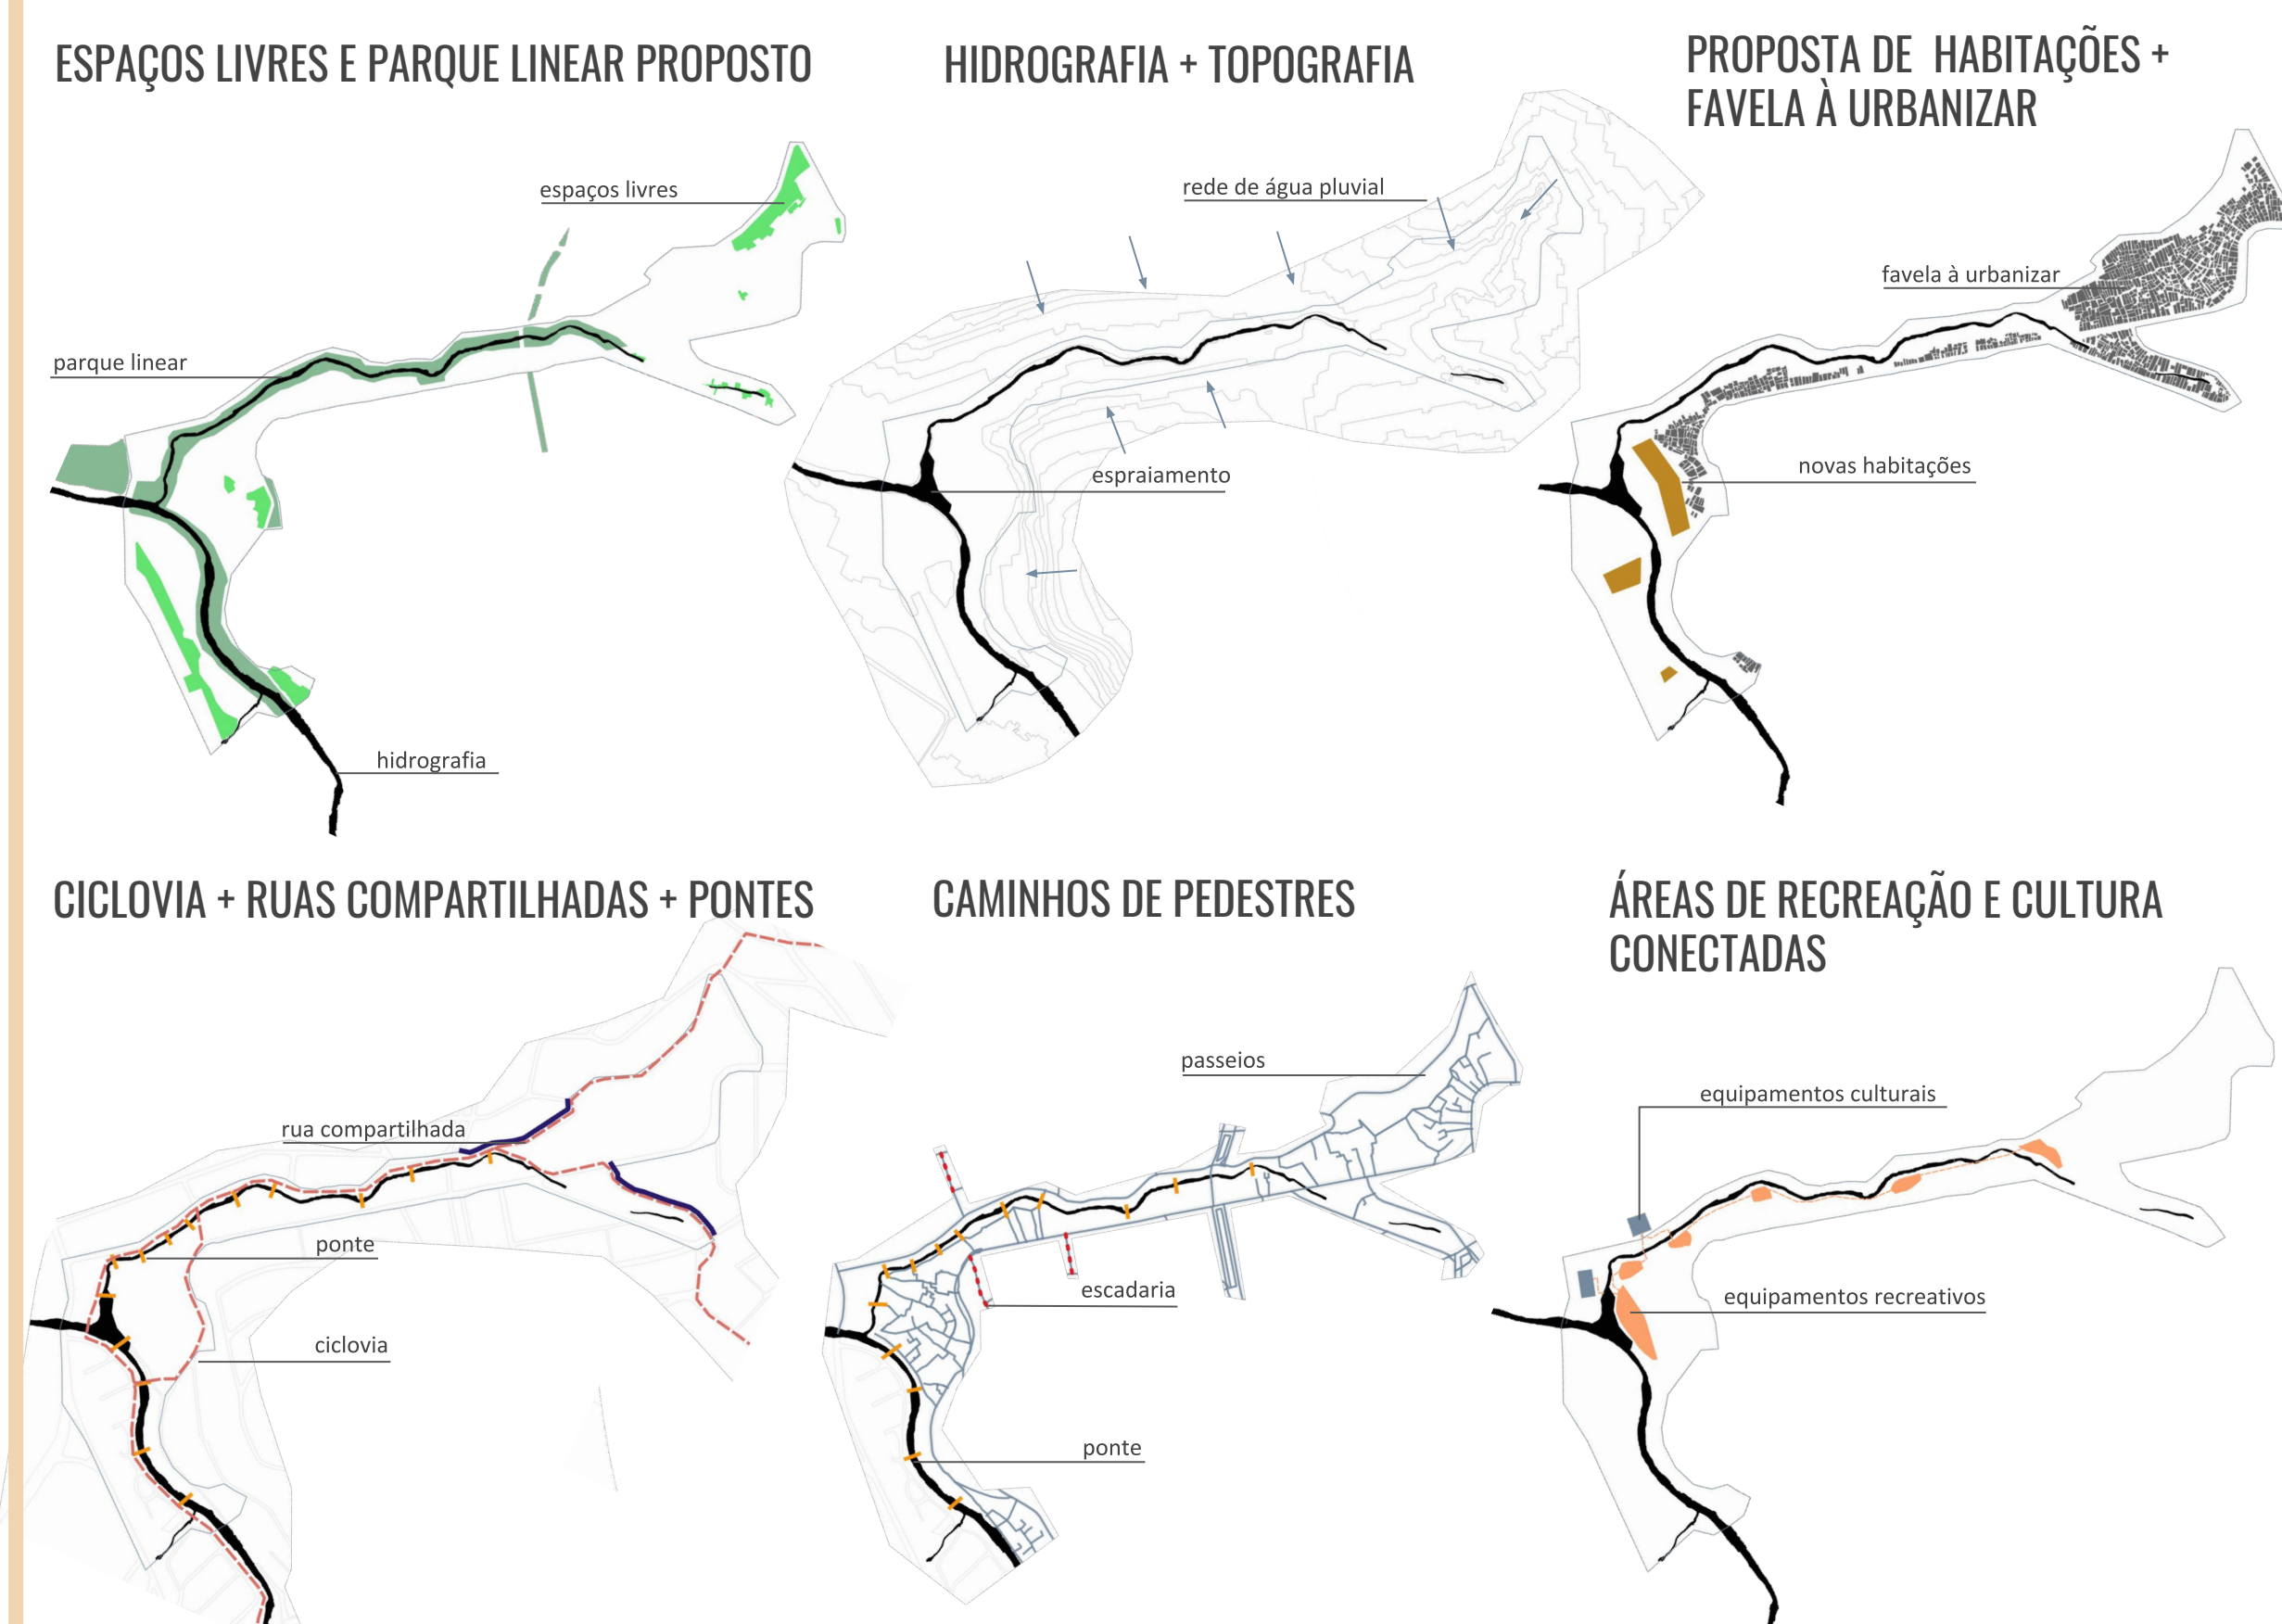 ESPAÇOS LIVRES E PARQUE LINEAR PROPOSTO
espaços livres
parque linear
hidrografia
HIDROGRAFIA + TOPOGRAFIA
rede de água pluvial
espraiamento
PROPOSTA DE HABITAÇÕES +
FAVELA À URBANIZAR
favela à urbanizar
novas habitações
CICLOVIA + RUAS COMPARTILHADAS + PONTES
rua compartilhada
ponte
ciclovia
CAMINHOS DE PEDESTRES
passeios
escadaria
ponte
ÁREAS DE RECREAÇÃO E CULTURA
CONECTADAS
equipamentos culturais
equipamentos recreativos